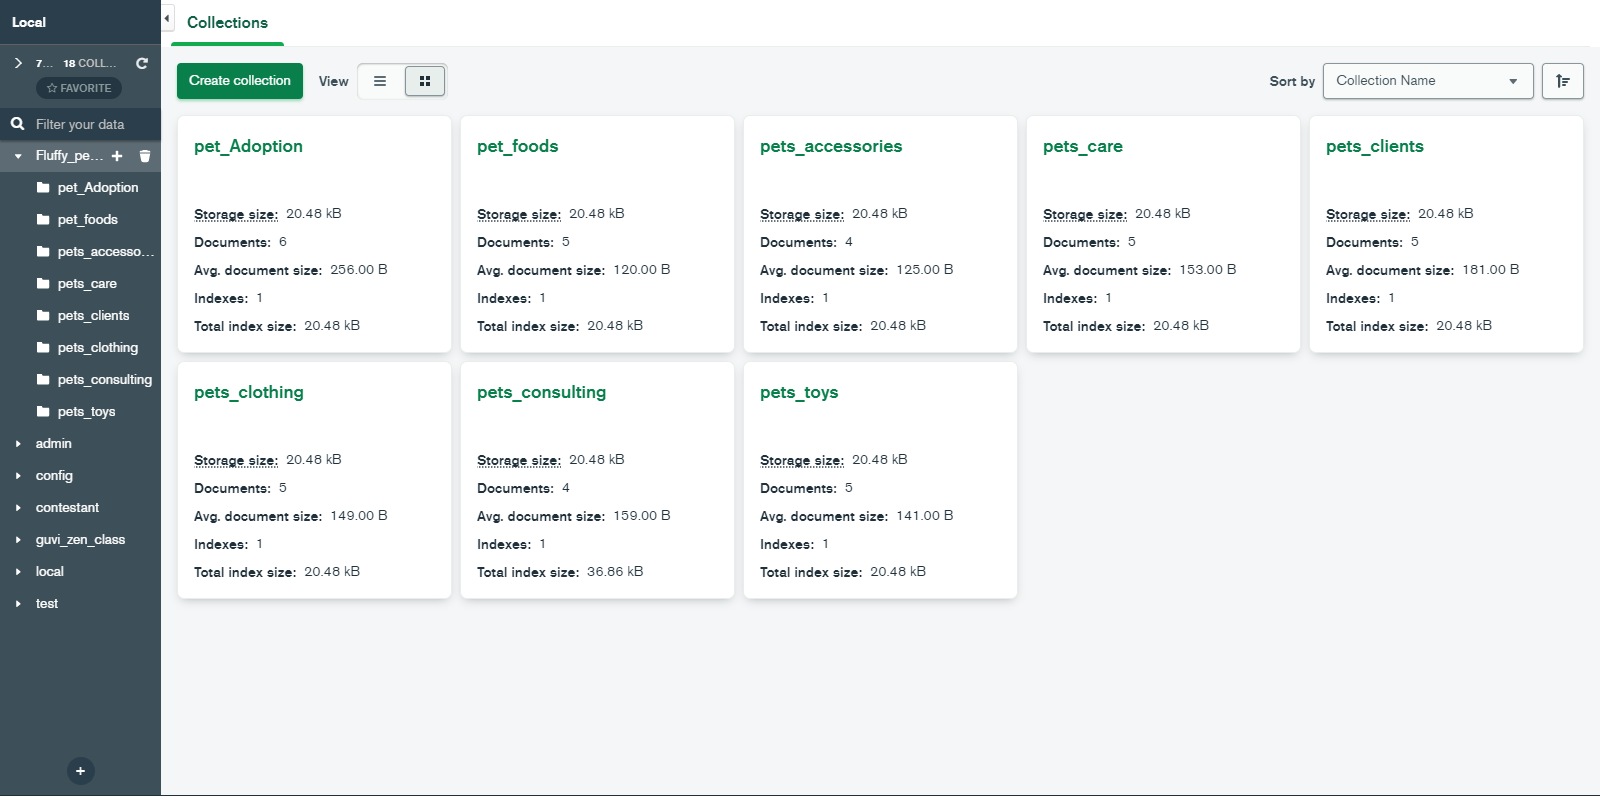 Local
7... 18 COLL...
FAVORITE
Filter your data
Fluffy_pe...
pet_Adoption
pet_foods
pets_accesso...
pets_care
pets_clients
pets_clothing
pets_consulting
pets_toys
admin
config
contestant
guvi_zen_class
local
test
Collections
Create collection View
Sort by Collection Name
pet_Adoption
Storage size: 20.48 kB
Documents: 6
Avg. document size: 256.00 B
Indexes: 1
Total index size: 20.48 kB
pet_foods
Storage size: 20.48 kB
Documents: 5
Avg. document size: 120.00 B
Indexes: 1
Total index size: 20.48 kB
pets_accessories
Storage size: 20.48 kB
Documents: 4
Avg. document size: 125.00 B
Indexes: 1
Total index size: 20.48 kB
pets_care
Storage size: 20.48 kB
Documents: 5
Avg. document size: 153.00 B
Indexes: 1
Total index size: 20.48 kB
pets_clients
Storage size: 20.48 kB
Documents: 5
Avg. document size: 181.00 B
Indexes: 1
Total index size: 20.48 kB
pets_clothing
Storage size: 20.48 kB
Documents: 5
Avg. document size: 149.00 B
Indexes: 1
Total index size: 20.48 kB
pets_consulting
Storage size: 20.48 kB
Documents: 4
Avg. document size: 159.00 B
Indexes: 1
Total index size: 36.86 kB
pets_toys
Storage size: 20.48 kB
Documents: 5
Avg. document size: 141.00 B
Indexes: 1
Total index size: 20.48 kB